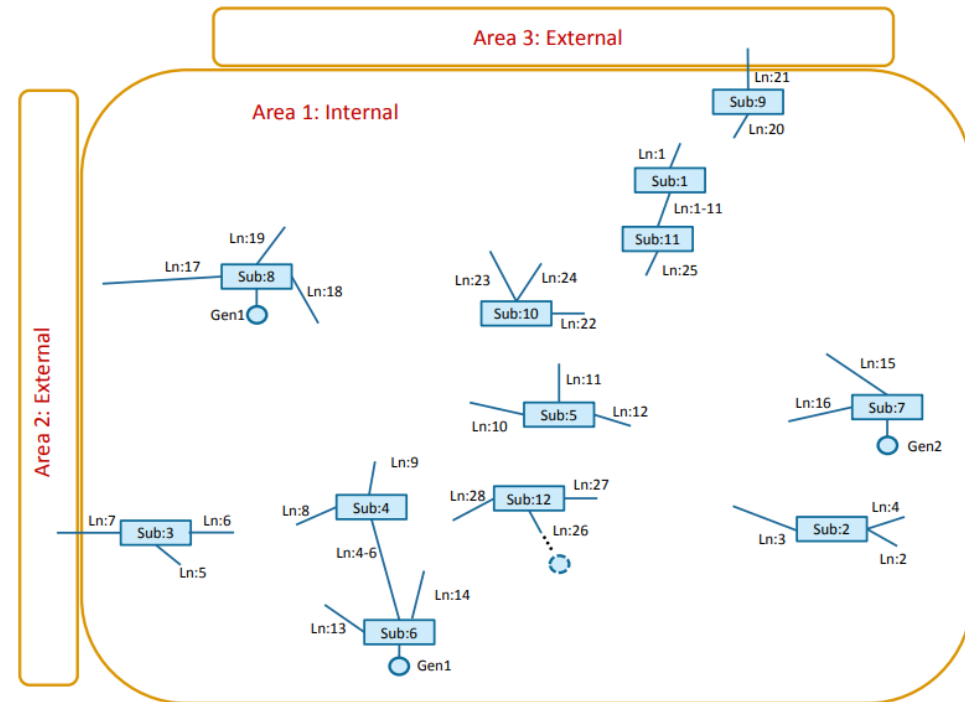 Area 3: External
Ln:21
Sub:9
Ln:20
Area 1: Internal
Ln:1
Sub:1
Ln:1-11
Sub:11
Ln:25
Area 2: External
Ln:19
Ln:17
Sub:8
Ln:18
Gen1
Ln:23
Ln:24
Sub:10
Ln:22
Ln:11
Ln:10
Sub:5
Ln:12
Ln:15
Ln:16
Sub:7
Gen2
Ln:9
Ln:8
Sub:4
Ln:4-6
Ln:28
Sub:12
Ln:27
Ln:26
Ln:7
Sub:3
Ln:6
Ln:5
Ln:3
Sub:2
Ln:4
Ln:2
Ln:14
Ln:13
Sub:6
Gen1